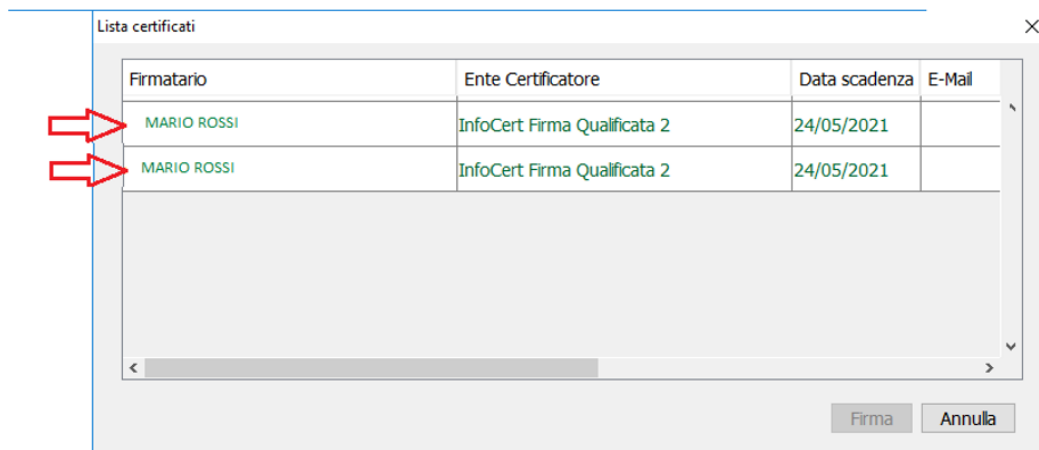 Lista certificati
Firmatario Ente Certificatore Data scadenza E-Mail
MARIO ROSSI InfoCert Firma Qualificata 2 24/05/2021
MARIO ROSSI InfoCert Firma Qualificata 2 24/05/2021
Firma Annulla